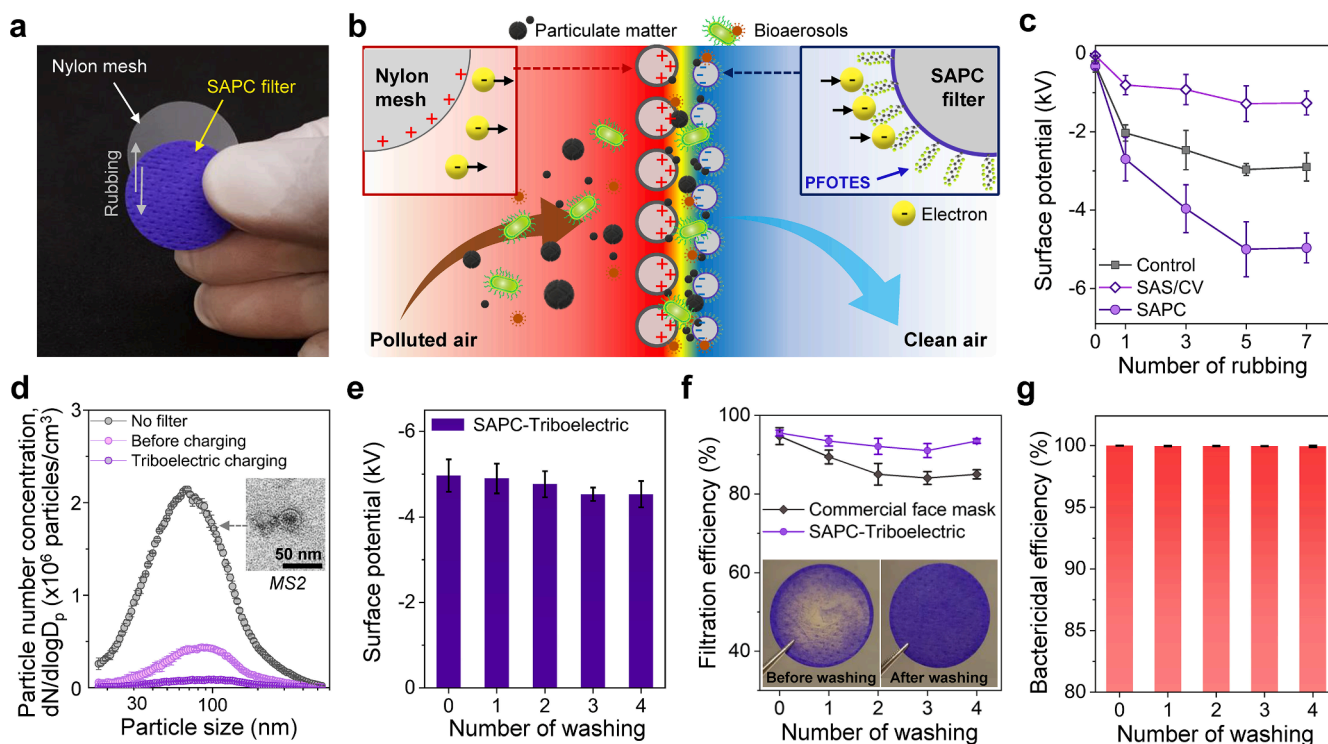 a
Nylon mesh
SAPC filter
Rubbing
b
Particulate matter
Bioaerosols
Nylon
mesh
+ + + + + +
-
-
-
SAPC
filter
-
-
-
PFOTES
- Electron
Polluted air
Clean air
c
Surface potential (kV)
0
-2
-4
-6
Control
SAS/CV
SAPC
0 1 3 5 7
Number of rubbing
d
Particle number concentration,
dN/dlogDp (x10⁶ particles/cm³)
3
2
1
0
No filter
Before charging
Triboelectric charging
50 nm
MS2
30 100
Particle size (nm)
e
Surface potential (kV)
-6
-4
-2
0
SAPC-Triboelectric
0 1 2 3 4
Number of washing
f
Filtration efficiency (%)
100
80
60
40
Commercial face mask
SAPC-Triboelectric
Before washing
After washing
0 1 2 3 4
Number of washing
g
Bactericidal efficiency (%)
100
95
90
85
80
0 1 2 3 4
Number of washing